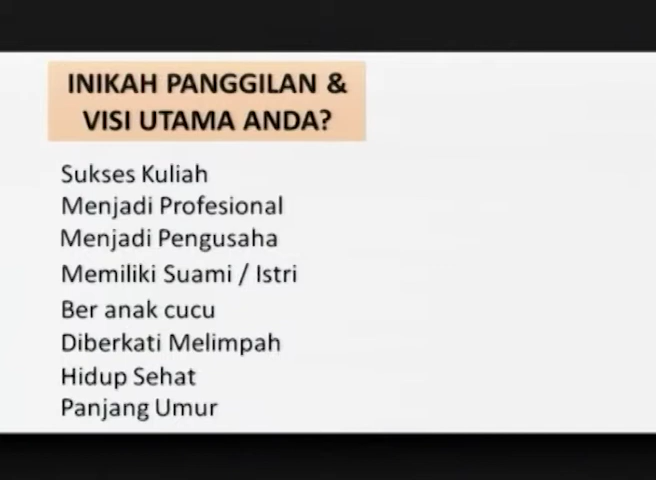 INIKAH PANGGILAN &
VISI UTAMA ANDA?
Sukses Kuliah
Menjadi Profesional
Menjadi Pengusaha
Memiliki Suami / Istri
Ber anak cucu
Diberkati Melimpah
Hidup Sehat
Panjang Umur